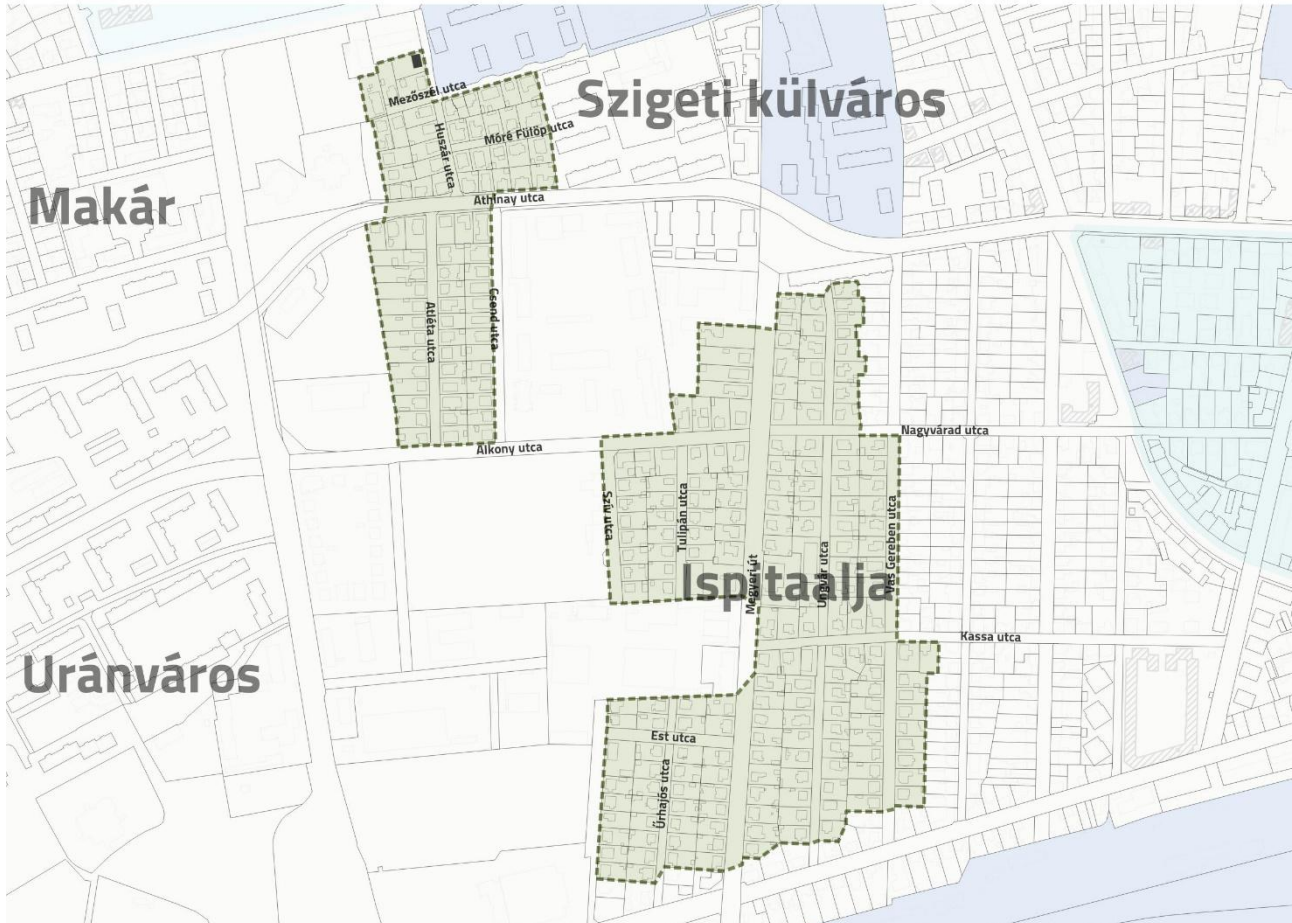 Szigeti külváros
Mezőszél utca
Huszár utca
Móré Fülöp utca
Makár
Athinay utca
Atléta utca
Csend utca
Nagyvárad utca
Alkony utca
Szív utca
Tulipán utca
Megyeri út
Ungvár utca
Vas Gereben utca
Ispitaalja
Kassa utca
Uránváros
Est utca
Űrhajós utca